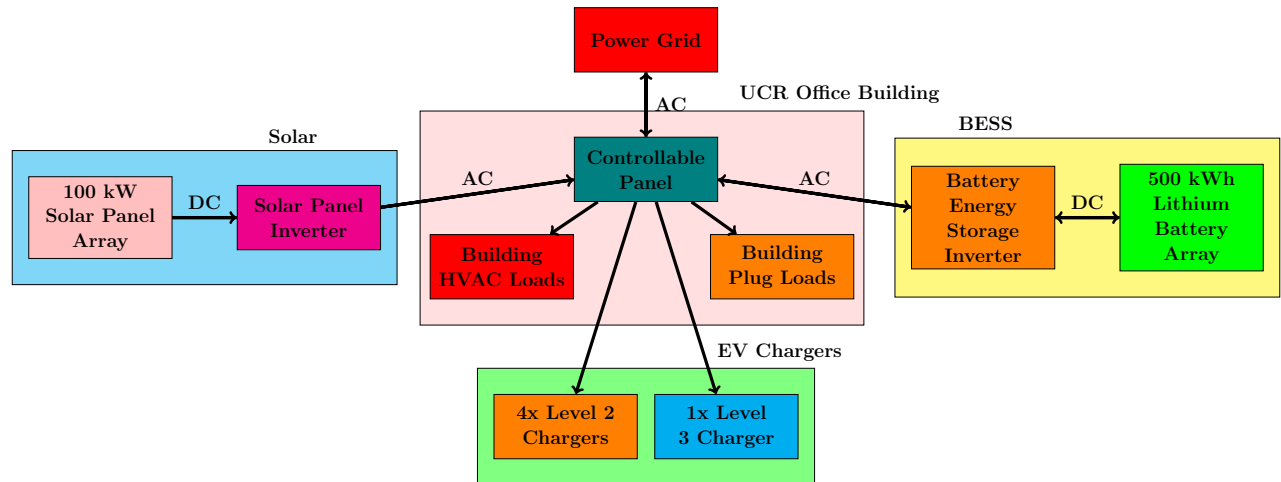 Power Grid
AC
UCR Office Building
Solar
BESS
100 kW
Solar Panel
Array
DC
Solar Panel
Inverter
AC
Controllable
Panel
AC
Battery
Energy
Storage
Inverter
DC
500 kWh
Lithium
Battery
Array
Building
HVAC Loads
Building
Plug Loads
EV Chargers
4x Level 2
Chargers
1x Level
3 Charger